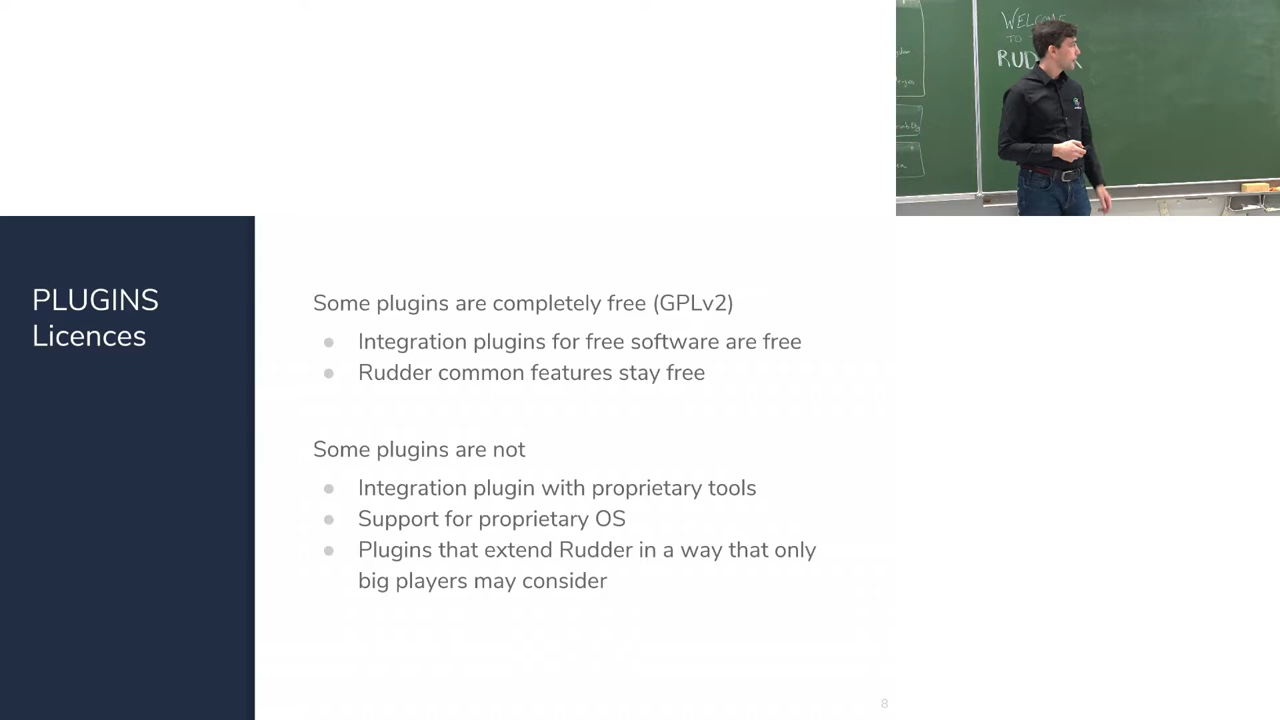 WELCOME
TO
PLUGINS
Licences
Some plugins are completely free (GPLv2)
Integration plugins for free software are free
Rudder common features stay free
Some plugins are not
Integration plugin with proprietary tools
Support for proprietary OS
Plugins that extend Rudder in a way that only
big players may consider
8